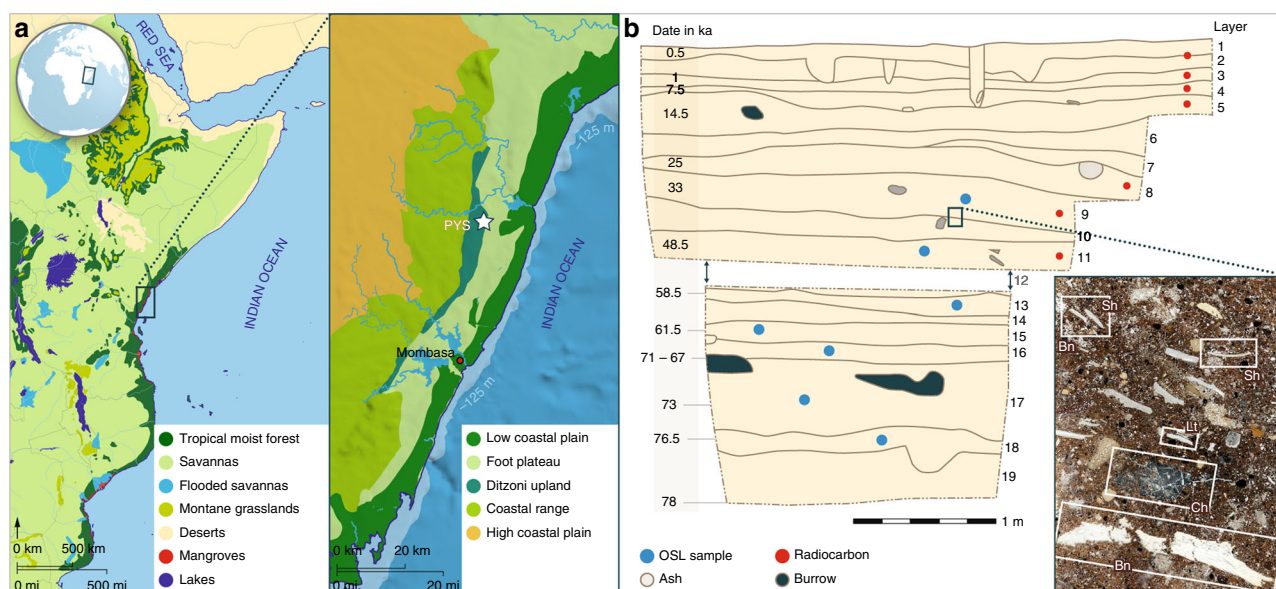 a
RED SEA
INDIAN OCEAN
Tropical moist forest
Savannas
Flooded savannas
Montane grasslands
Deserts
Mangroves
Lakes
0 km 500 km
0 mi 500 mi
–125 m
PYS
INDIAN OCEAN
Mombasa
–125 m
Low coastal plain
Foot plateau
Ditzoni upland
Coastal range
High coastal plain
0 km 20 km
0 mi 20 mi
b
Date in ka
Layer
0.5
1
7.5
14.5
25
33
48.5
58.5
61.5
71 – 67
73
76.5
78
1
2
3
4
5
6
7
8
9
10
11
12
13
14
15
16
17
18
19
1 m
OSL sample
Radiocarbon
Ash
Burrow
Sh
Bn
Sh
Lt
Ch
Bn